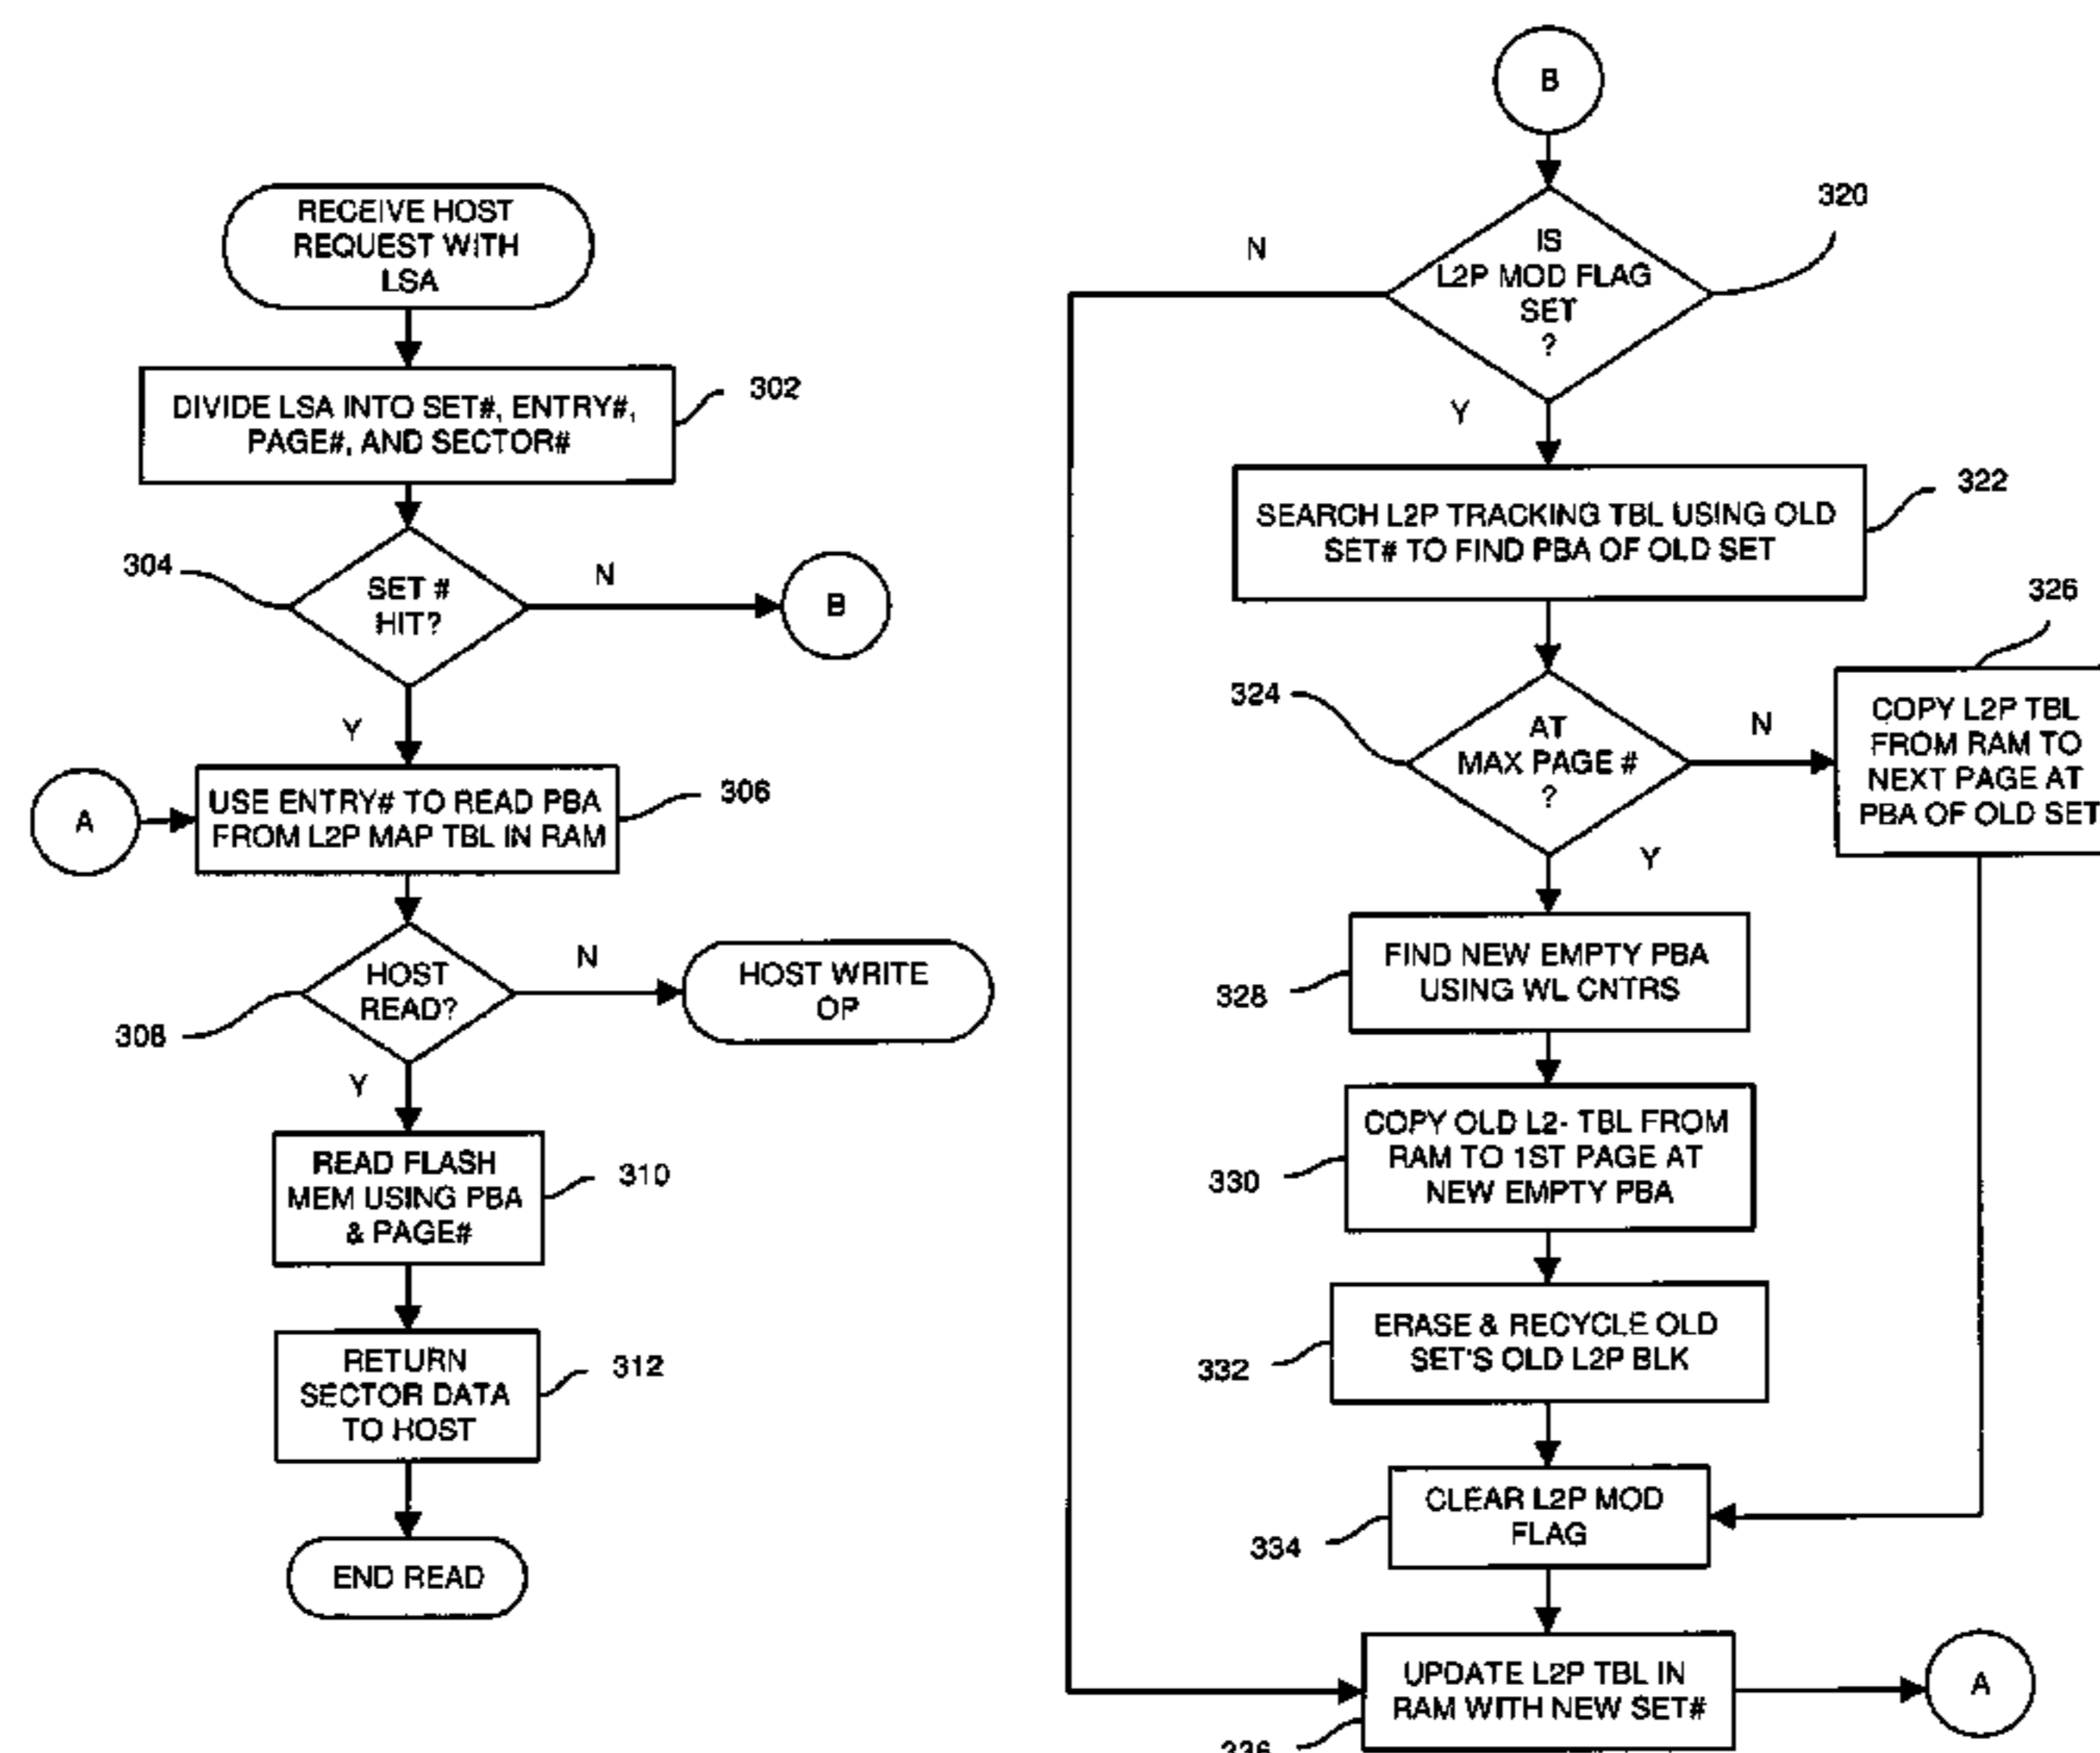 RECEIVE HOST
REQUEST WITH
LSA
DIVIDE LSA INTO SET#, ENTRY#,
PAGE#, AND SECTOR#
302
304
SET #
HIT?
N
B
Y
A
USE ENTRY# TO READ PBA
FROM L2P MAP TBL IN RAM
306
HOST
READ?
308
N
HOST WRITE
OP
Y
READ FLASH
MEM USING PBA
& PAGE#
310
RETURN
SECTOR DATA
TO HOST
312
END READ
B
IS
L2P MOD FLAG
SET
?
320
N
Y
SEARCH L2P TRACKING TBL USING OLD
SET# TO FIND PBA OF OLD SET
322
324
AT
MAX PAGE #
?
N
326
COPY L2P TBL
FROM RAM TO
NEXT PAGE AT
PBA OF OLD SET
Y
FIND NEW EMPTY PBA
USING WL CNTRS
328
COPY OLD L2- TBL FROM
RAM TO 1ST PAGE AT
NEW EMPTY PBA
330
ERASE & RECYCLE OLD
SET'S OLD L2P BLK
332
CLEAR L2P MOD
FLAG
334
UPDATE L2P TBL IN
RAM WITH NEW SET#
336
A